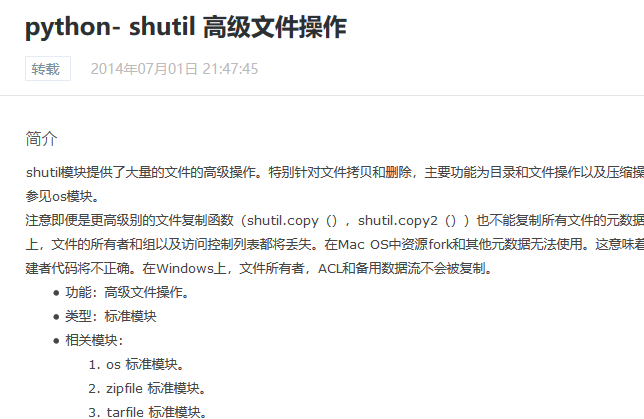 python- shutil 高级文件操作
转载 2014年07月01日 21:47:45
简介
shutil模块提供了大量的文件的高级操作。特别针对文件拷贝和删除，主要功能为目录和文件操作以及压缩操
参见os模块。
注意即便是更高级别的文件复制函数（shutil.copy（），shutil.copy2（））也不能复制所有文件的元数据
上，文件的所有者和组以及访问控制列表都将丢失。在Mac OS中资源fork和其他元数据无法使用。这意味着
建者代码将不正确。在Windows上，文件所有者，ACL和备用数据流不会被复制。
● 功能：高级文件操作。
● 类型：标准模块
● 相关模块：
1. os 标准模块。
2. zipfile 标准模块。
3. tarfile 标准模块。